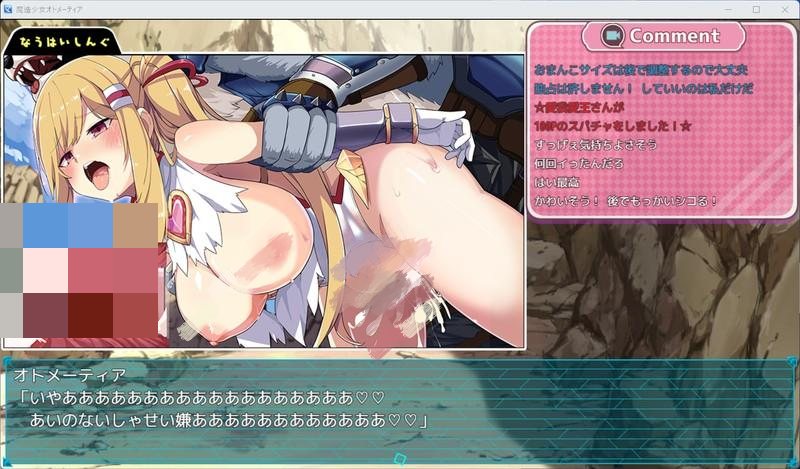 魔造少女オトメーティア
なうはいしんぐ
Comment
おまんこサイズは後で調整するので大丈夫
独占は許しません！ していいのは私だけだ
さんが
100Pのスパチャをしました！★
すっげぇ気持ちよさそう
何回イったんだろ
はい最高
かわいそう！ 後でもっかいシコる！
オトメーティア
「いやああああああああああああああああああ♡♡
あいのないしゃせい嫌ああああああああああああ♡♡」